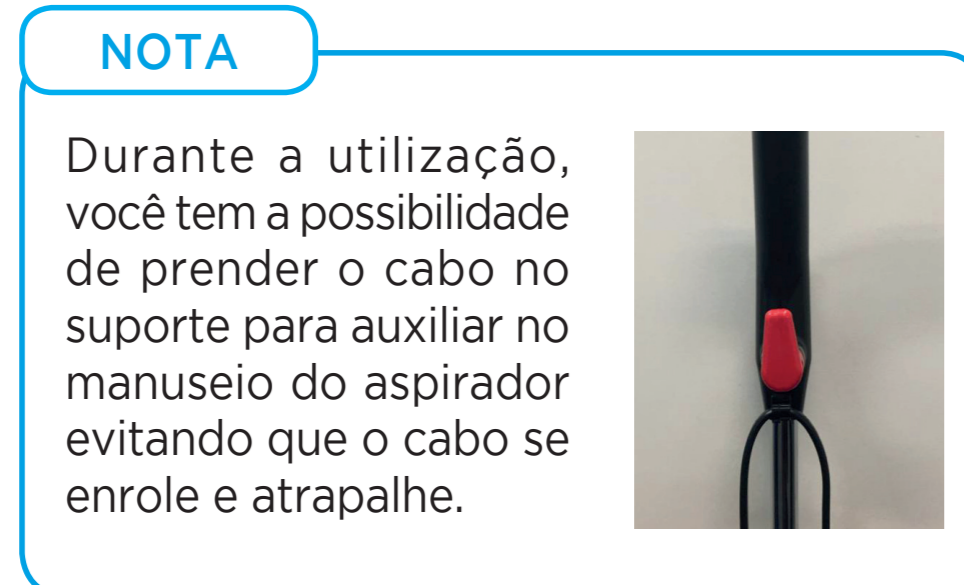 NOTA
Durante a utilização,
você tem a possibilidade
de prender o cabo no
suporte para auxiliar no
manuseio do aspirador
evitando que o cabo se
enrole e atrapalhe.